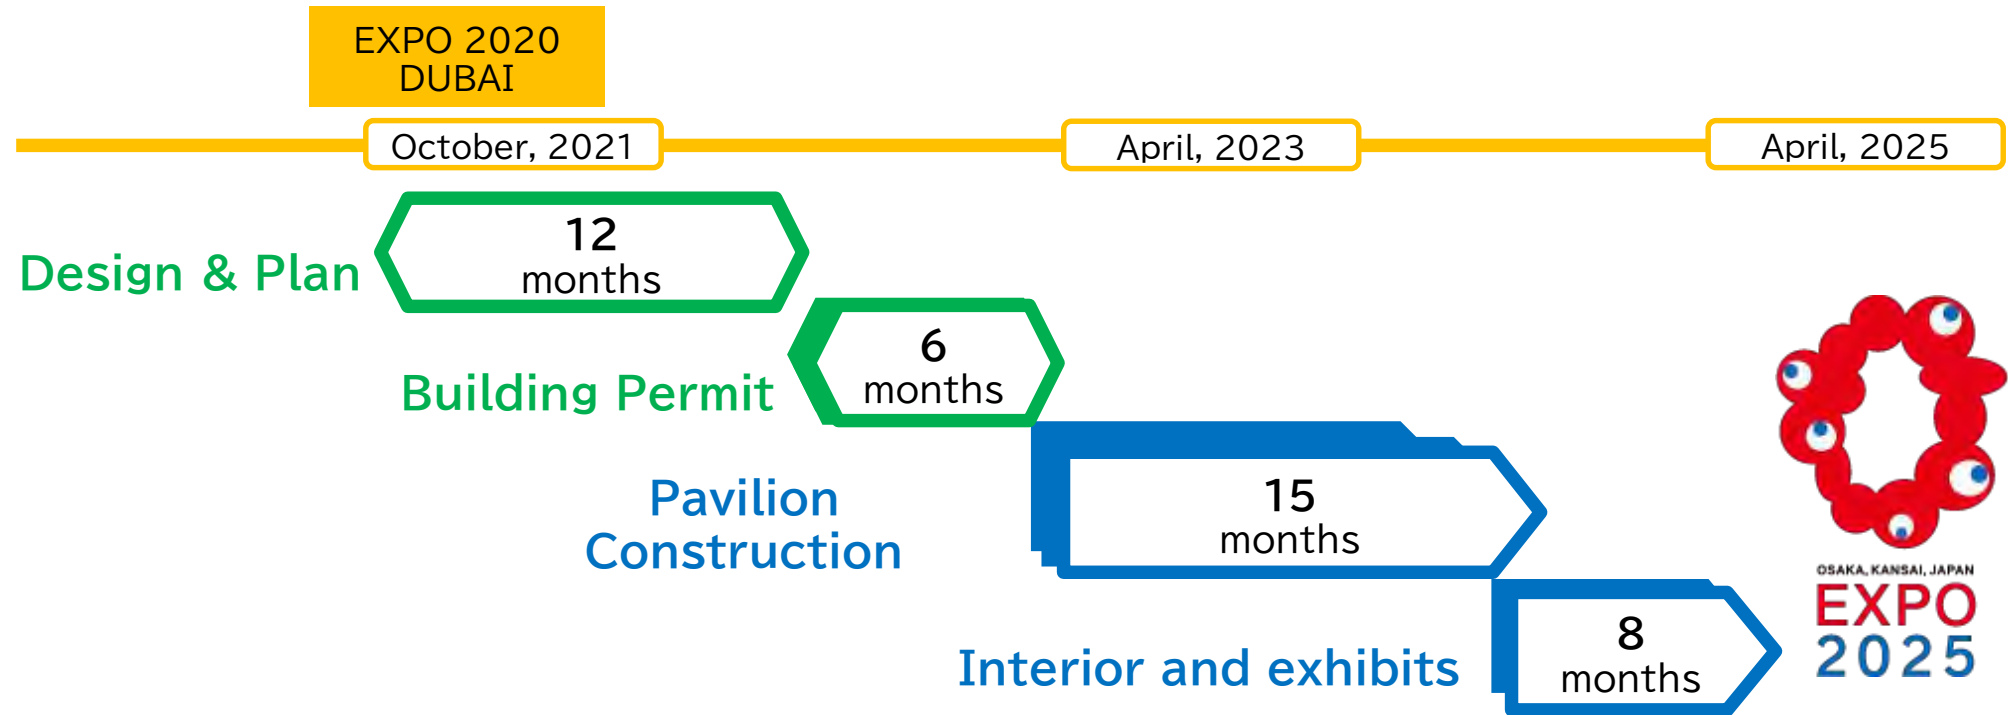 EXPO 2020
DUBAI
October, 2021
April, 2023
April, 2025
12
months
Design & Plan
6
months
Building Permit
15
months
Pavilion
Construction
8
months
Interior and exhibits
OSAKA, KANSAI, JAPAN
EXPO
2025